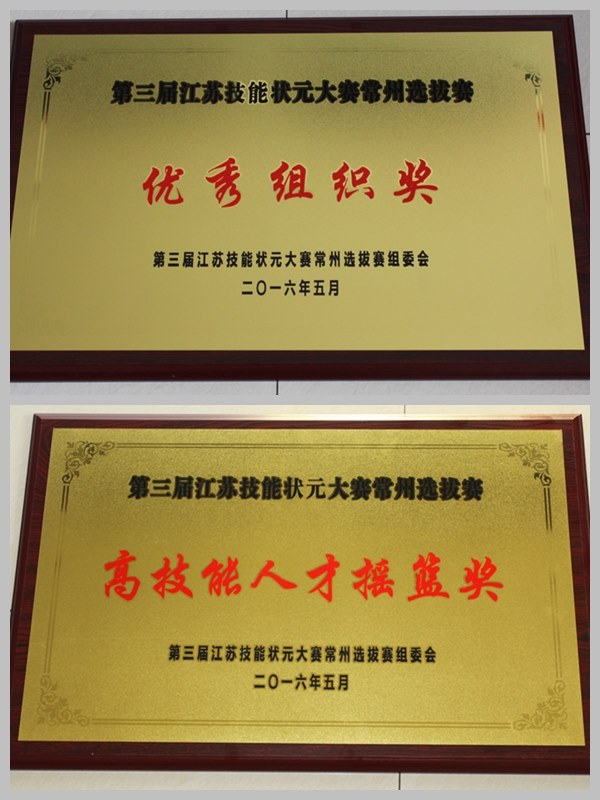 第三届江苏技能状元大赛常州选拔赛
优秀组织奖
第三届江苏技能状元大赛常州选拔赛组委会
二〇一六年五月
第三届江苏技能状元大赛常州选拔赛
高技能人才摇篮奖
第三届江苏技能状元大赛常州选拔赛组委会
二〇一六年五月